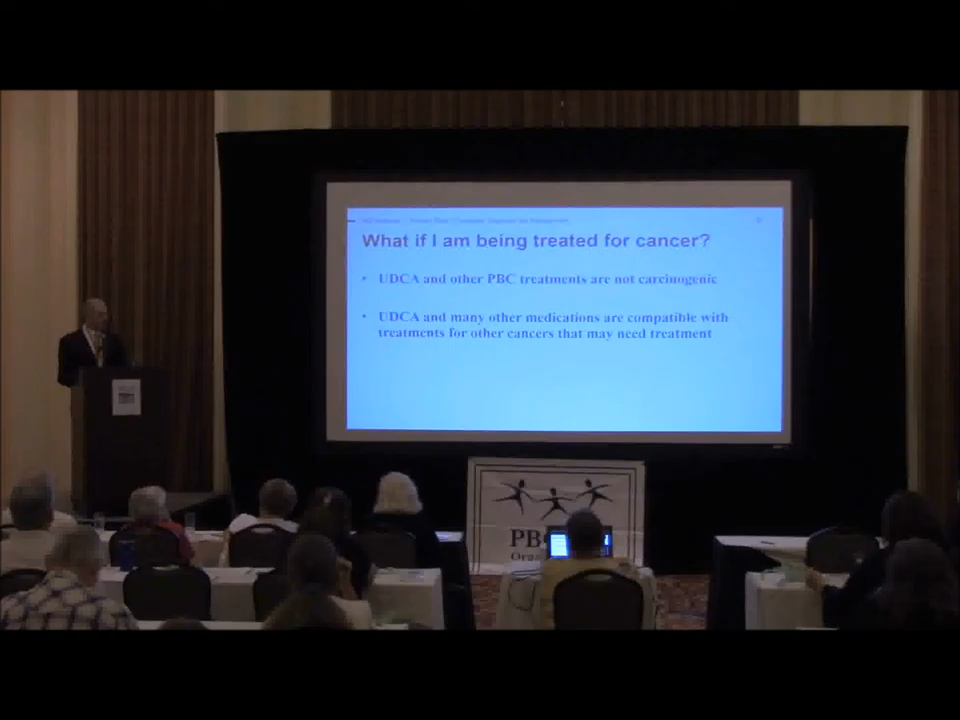 What if I am being treated for cancer?
• UDCA and other PBC treatments are not carcinogenic
• UDCA and many other medications are compatible with
treatments for other cancers that may need treatment
PB